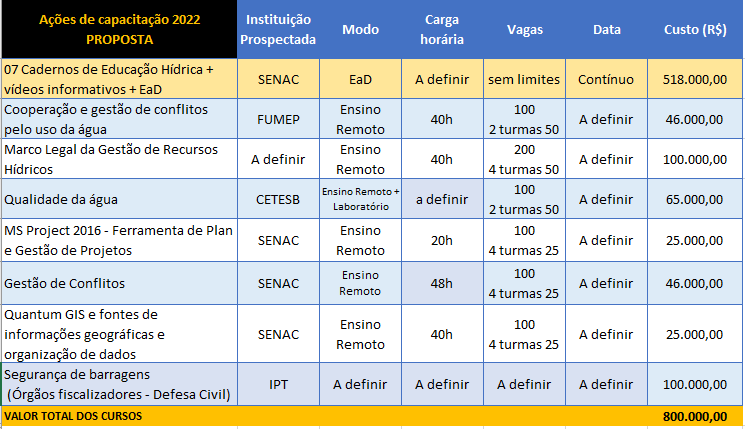 Ações de capacitação 2022 PROPOSTA | Instituição Prospectada | Modo | Carga horária | Vagas | Data | Custo (R$)
07 Cadernos de Educação Hídrica + vídeos informativos + EaD | SENAC | EaD | A definir | sem limites | Contínuo | 518.000,00
Cooperação e gestão de conflitos pelo uso da água | FUMEP | Ensino Remoto | 40h | 100 2 turmas 50 | A definir | 46.000,00
Marco Legal da Gestão de Recursos Hídricos | A definir | Ensino Remoto | 40h | 200 4 turmas 50 | A definir | 100.000,00
Qualidade da água | CETESB | Ensino Remoto + Laboratório | a definir | 100 2 turmas 50 | A definir | 65.000,00
MS Project 2016 - Ferramenta de Plan e Gestão de Projetos | SENAC | Ensino Remoto | 20h | 100 4 turmas 25 | A definir | 25.000,00
Gestão de Conflitos | SENAC | Ensino Remoto | 48h | 100 4 turmas 25 | A definir | 46.000,00
Quantum GIS e fontes de informações geográficas e organização de dados | SENAC | Ensino Remoto | 40h | 100 4 turmas 25 | A definir | 25.000,00
Segurança de barragens (Órgãos fiscalizadores - Defesa Civil) | IPT | A definir | A definir | A definir | A definir | 100.000,00
VALOR TOTAL DOS CURSOS | 800.000,00